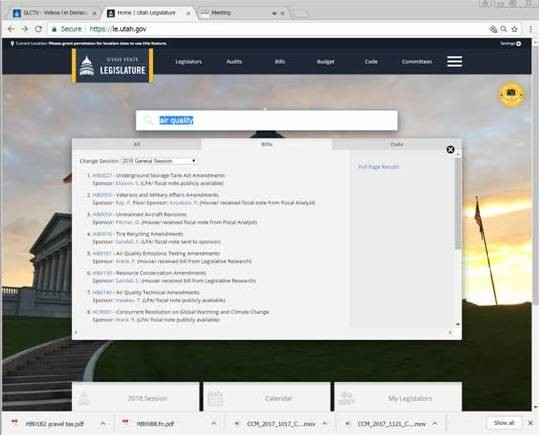 SLCTV - Videos On Deman
Home | Utah Legislature
Meeting
Secure | https://le.utah.gov
Current Location: Please grant permission for location data to use this feature.
Settings
UTAH STATE
LEGISLATURE
Legislators
Audits
Bills
Budget
Code
Committees
air quality
All
Bills
Code
Change Session: 2018 General Session
Full Page Results
1. HB0027 - Underground Storage Tank Act Amendments
Sponsor: Eliason, S. (LFA/ fiscal note publicly available)
2. Veterans and Military Affairs Amendments
Sponsor: Ray, P. Floor Sponsor: Knudson, P. (House/ received fiscal note from Fiscal Analyst)
3. HB0059 - Unmanned Aircraft Revisions
Sponsor: Pitcher, D. (House/ received fiscal note from Fiscal Analyst)
4. HB0078 - Tire Recycling Amendments
Sponsor: Sandall, S. (LFA/ fiscal note sent to sponsor)
5. HB0101 - Air Quality Emissions Testing Amendments
Sponsor: Arent, P. (House/ received bill from Legislative Research)
6. HB0130 - Resource Conservation Amendments
Sponsor: Sandall, S. (House/ received bill from Legislative Research)
7. HB0140 - Air Quality Technical Amendments
Sponsor: Hawkes, T. (LFA/ fiscal note publicly available)
8. HCR001 - Concurrent Resolution on Global Warming and Climate Change
Sponsor: Ward, R. (LFA/ fiscal note publicly available)
2018 Session
Calendar
My Legislators
HB0182 gravel tax.pdf
HB0088.fn.pdf
CCM_2017_1017_C....mov
CCM_2017_1121_C....mov
Show all